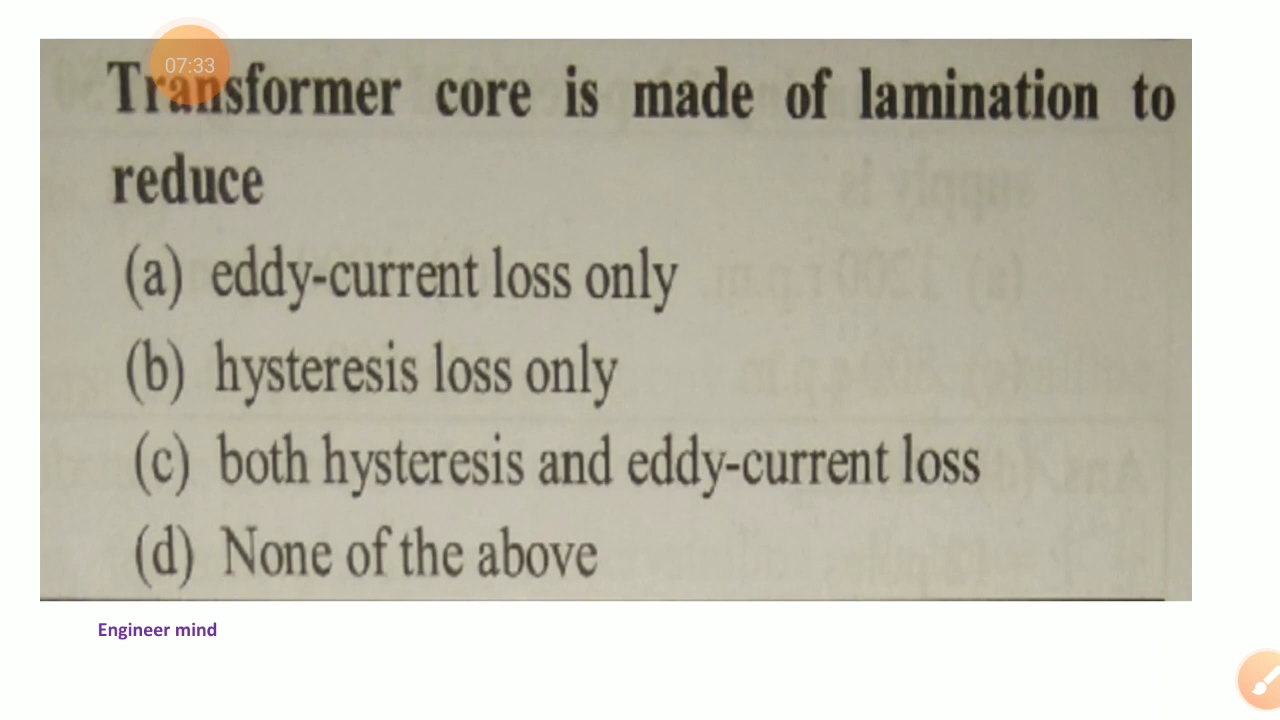 07:33
Transformer core is made of lamination to
reduce
(a) eddy-current loss only
(b) hysteresis loss only
(c) both hysteresis and eddy-current loss
(d) None of the above
Engineer mind